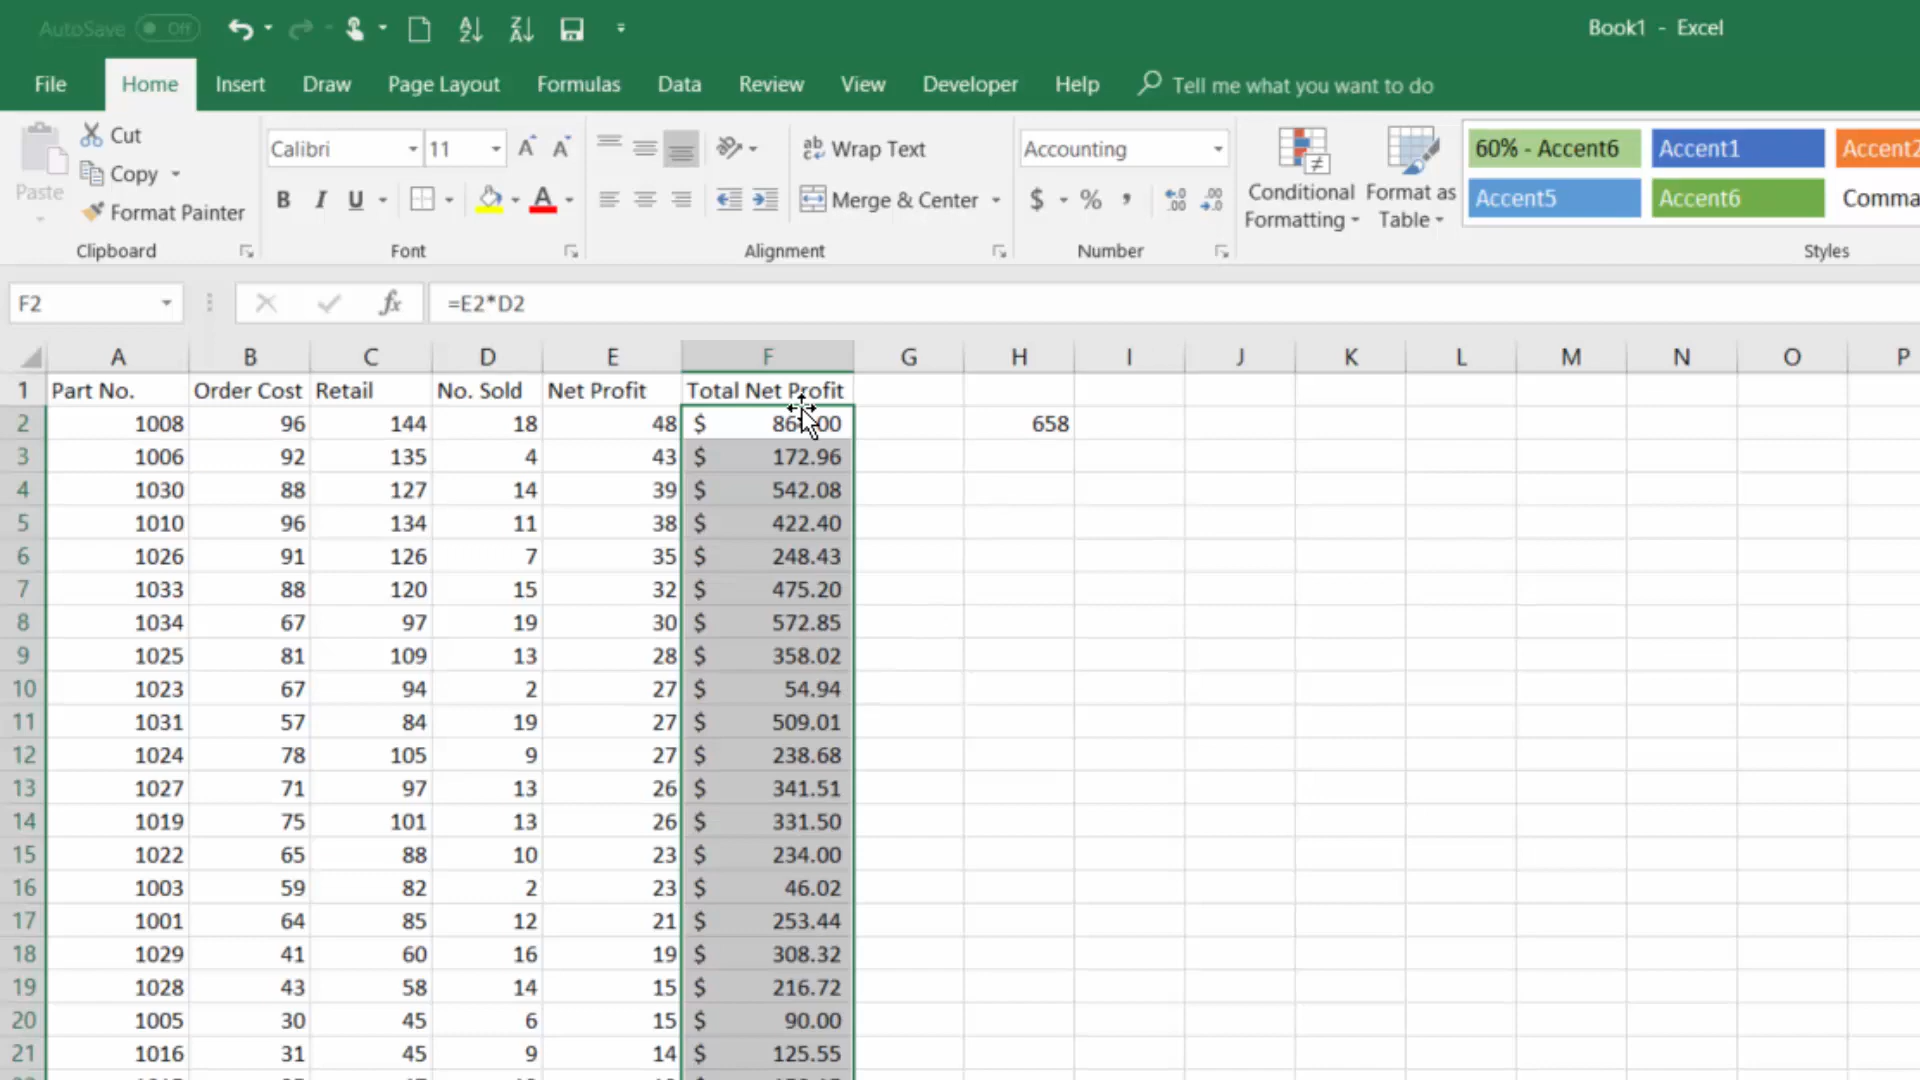 AutoSave Off Book1 - Excel
File Home Insert Draw Page Layout Formulas Data Review View Developer Help Tell me what you want to do
Cut Calibri 11 Wrap Text Accounting 60% - Accent6 Accent1 Accent2
Copy
Paste Format Painter B I U A Merge & Center $ % , Conditional Formatting Format as Table Accent5 Accent6 Comma
Clipboard Font Alignment Number Styles
F2 fx =E2*D2
A B C D E F G H I J K L M N O P
1 Part No. Order Cost Retail No. Sold Net Profit Total Net Profit
2 1008 96 144 18 48 $ 658
3 1006 92 135 4 43 $ 172.96
4 1030 88 127 14 39 $ 542.08
5 1010 96 134 11 38 $ 422.40
6 1026 91 126 7 35 $ 248.43
7 1033 88 120 15 32 $ 475.20
8 1034 67 97 19 30 $ 572.85
9 1025 81 109 13 28 $ 358.02
10 1023 67 94 2 27 $ 54.94
11 1031 57 84 19 27 $ 509.01
12 1024 78 105 9 27 $ 238.68
13 1027 71 97 13 26 $ 341.51
14 1019 75 101 13 26 $ 331.50
15 1022 65 88 10 23 $ 234.00
16 1003 59 82 2 23 $ 46.02
17 1001 64 85 12 21 $ 253.44
18 1029 41 60 16 19 $ 308.32
19 1028 43 58 14 15 $ 216.72
20 1005 30 45 6 15 $ 90.00
21 1016 31 45 9 14 $ 125.55